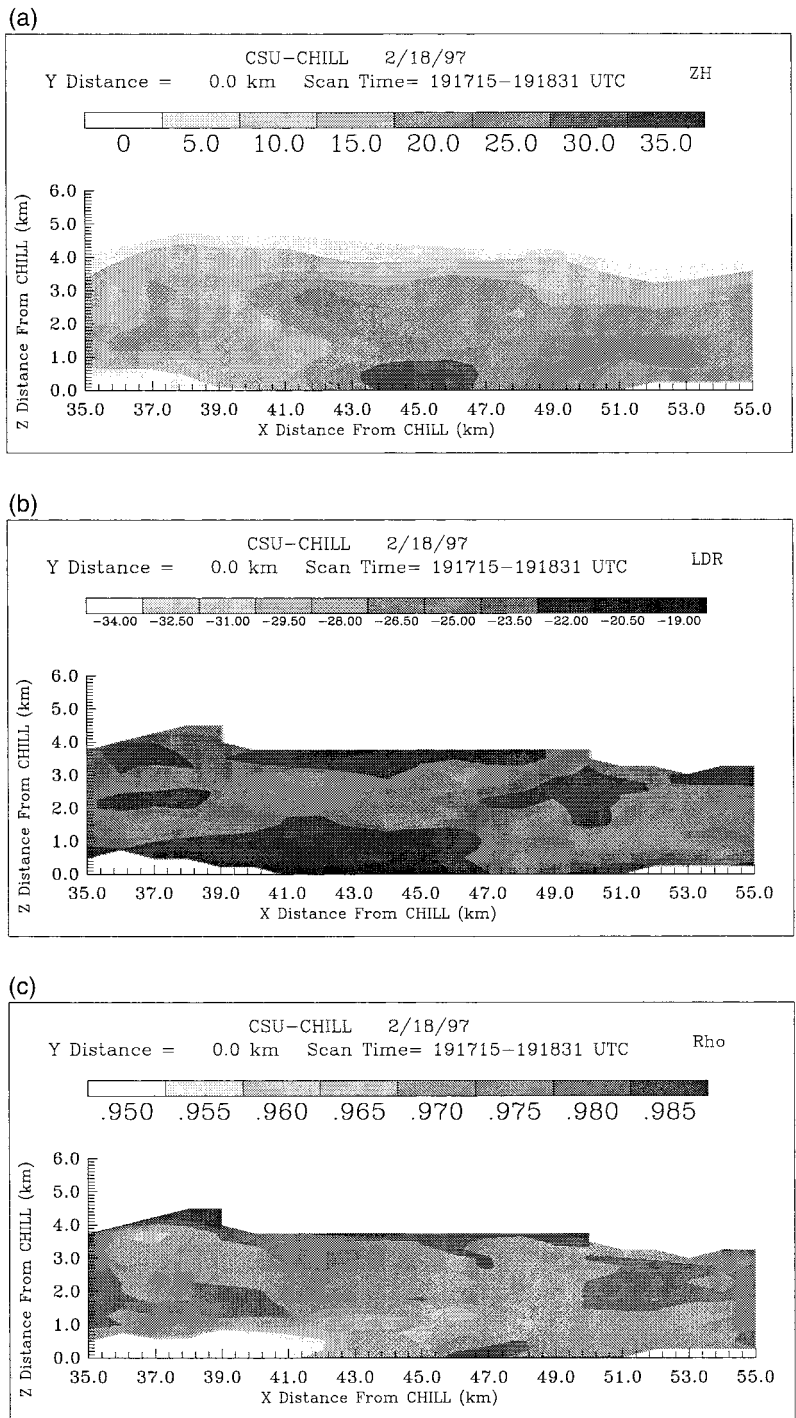 (a)
CSU-CHILL 2/18/97
Y Distance = 0.0 km Scan Time= 191715-191831 UTC
ZH
0 5.0 10.0 15.0 20.0 25.0 30.0 35.0
Z Distance From CHILL (km)
6.0
5.0
4.0
3.0
2.0
1.0
0.0
35.0 37.0 39.0 41.0 43.0 45.0 47.0 49.0 51.0 53.0 55.0
X Distance From CHILL (km)
(b)
CSU-CHILL 2/18/97
Y Distance = 0.0 km Scan Time= 191715-191831 UTC
LDR
-34.00 -32.50 -31.00 -29.50 -28.00 -26.50 -25.00 -23.50 -22.00 -20.50 -19.00
Z Distance From CHILL (km)
6.0
5.0
4.0
3.0
2.0
1.0
0.0
35.0 37.0 39.0 41.0 43.0 45.0 47.0 49.0 51.0 53.0 55.0
X Distance From CHILL (km)
(c)
CSU-CHILL 2/18/97
Y Distance = 0.0 km Scan Time= 191715-191831 UTC
Rho
.950 .955 .960 .965 .970 .975 .980 .985
Z Distance From CHILL (km)
6.0
5.0
4.0
3.0
2.0
1.0
0.0
35.0 37.0 39.0 41.0 43.0 45.0 47.0 49.0 51.0 53.0 55.0
X Distance From CHILL (km)